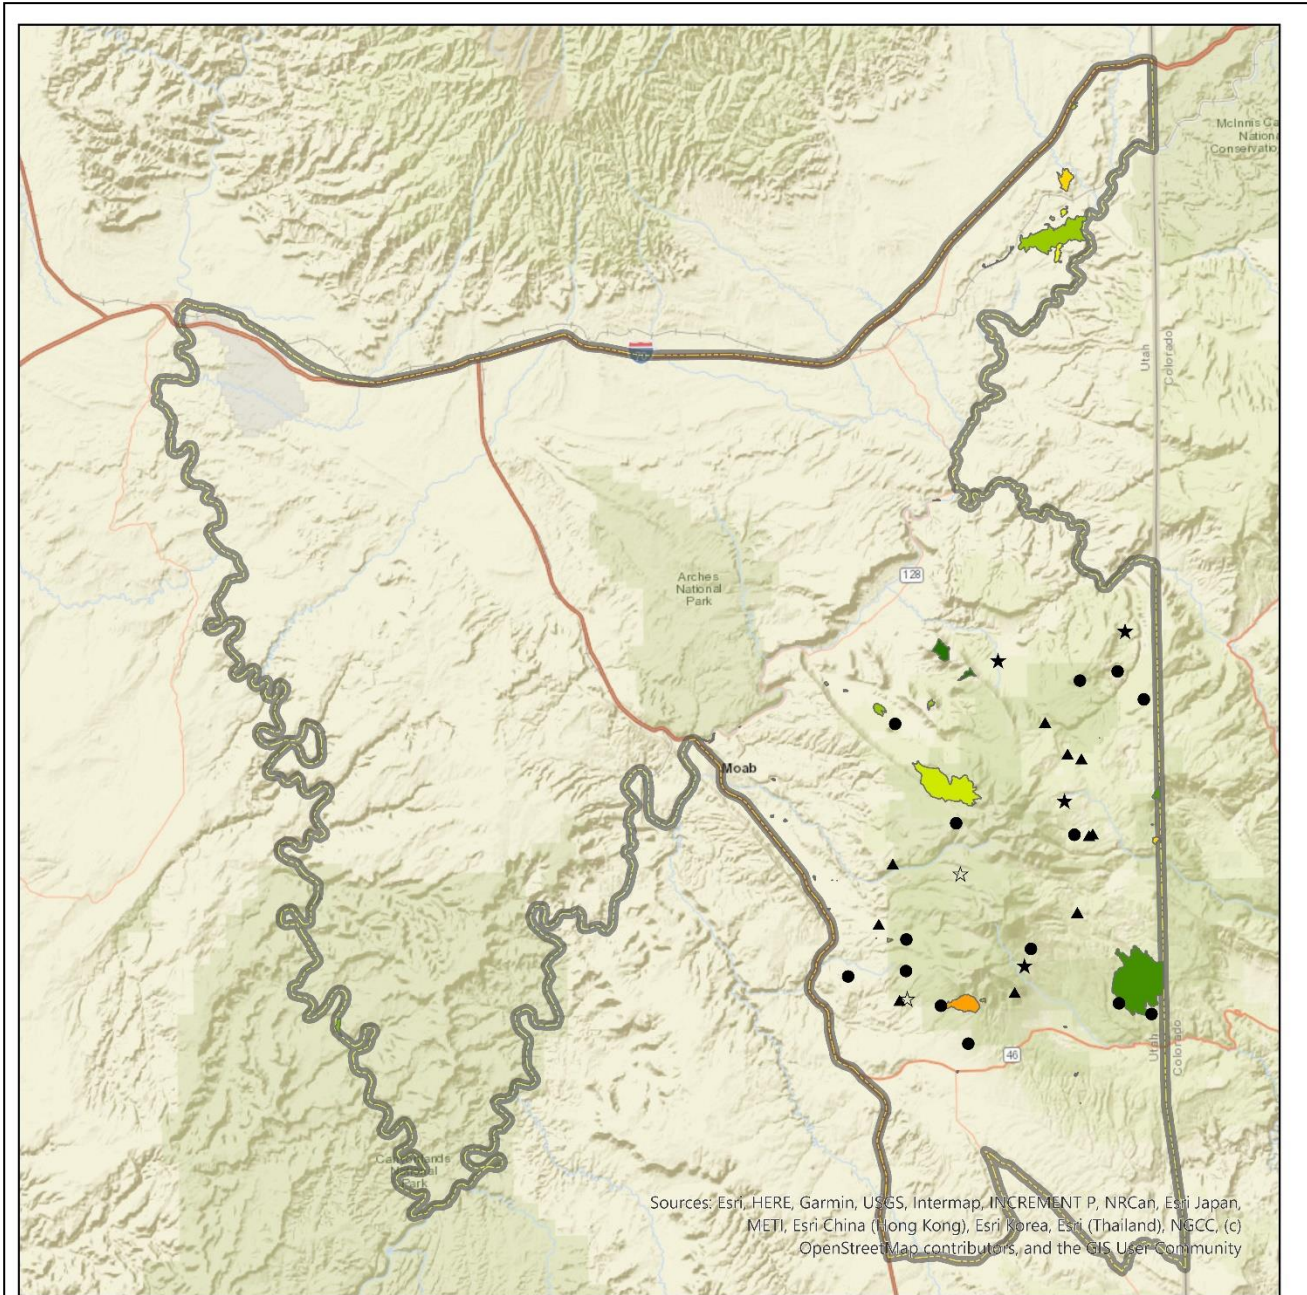 McInnis Ca
Nationa
Conservatio
Utah
Colorado
Arches
National
Park
128
Moab
46
Utah
Colorado
Canyonlands
National
Park
Sources: Esri, HERE, Garmin, USGS, Intermap, INCREMENT P, NRCan, Esri Japan,
METI, Esri China (Hong Kong), Esri Korea, Esri (Thailand), NGCC, (c)
OpenStreetMap contributors, and the GIS User Community